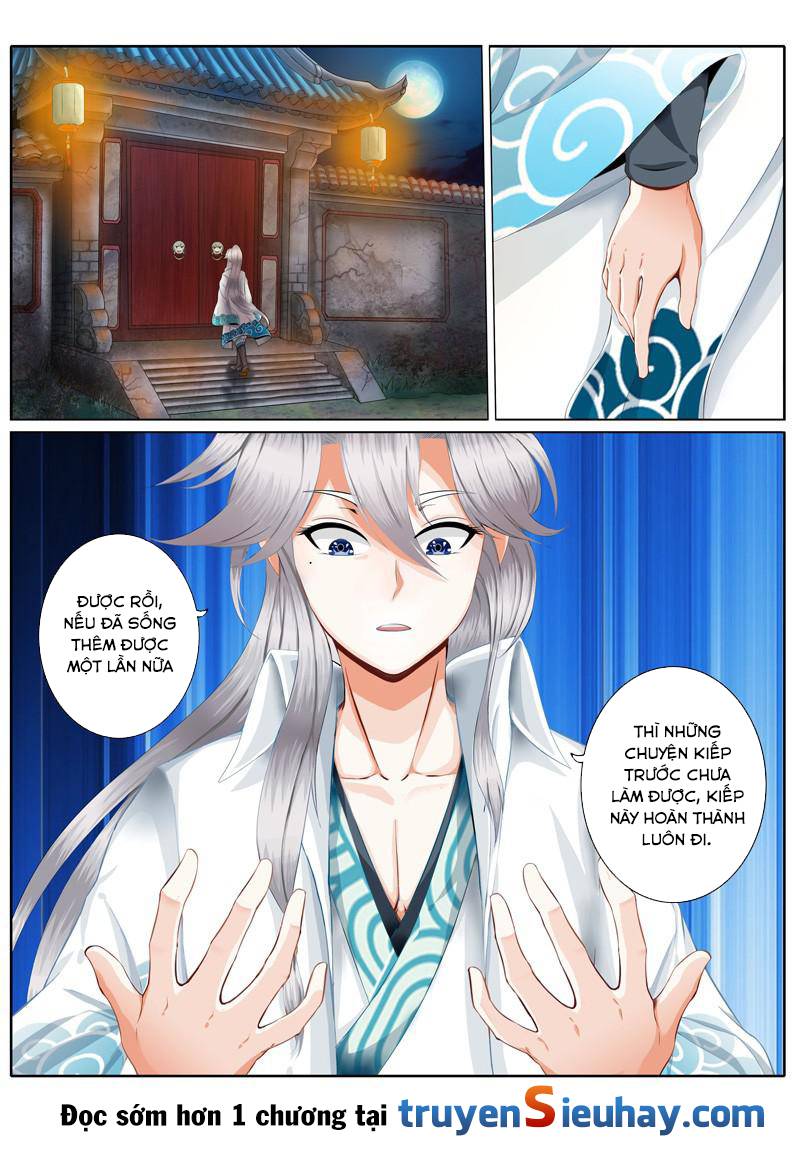 ĐƯỢC RỒI,
NẾU ĐÃ SỐNG
THÊM ĐƯỢC
MỘT LẦN NỮA
THÌ NHỮNG
CHUYỆN KIẾP
TRƯỚC CHƯA
LÀM ĐƯỢC, KIẾP
NÀY HOÀN THÀNH
LUÔN ĐI.
Đọc sớm hơn 1 chương tại truyenSieuhay.com